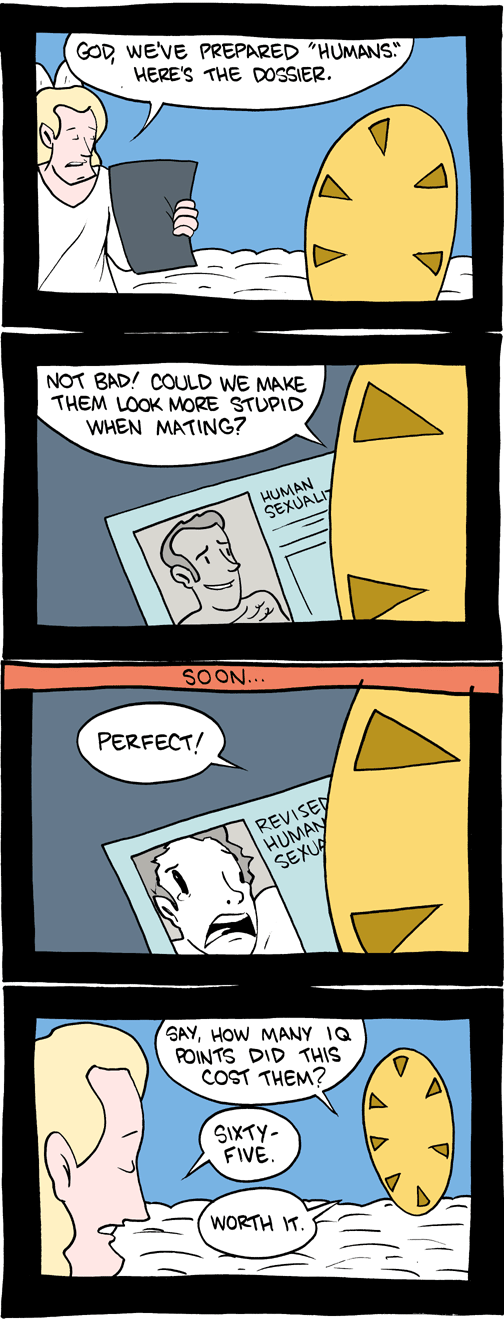 GOD, WE'VE PREPARED "HUMANS."
HERE'S THE DOSSIER.
NOT BAD! COULD WE MAKE
THEM LOOK MORE STUPID
WHEN MATING?
HUMAN
SEXUALIT
SOON...
PERFECT!
REVISED
HUMAN
SEXUA
SAY, HOW MANY IQ
POINTS DID THIS
COST THEM?
SIXTY-
FIVE.
WORTH IT.